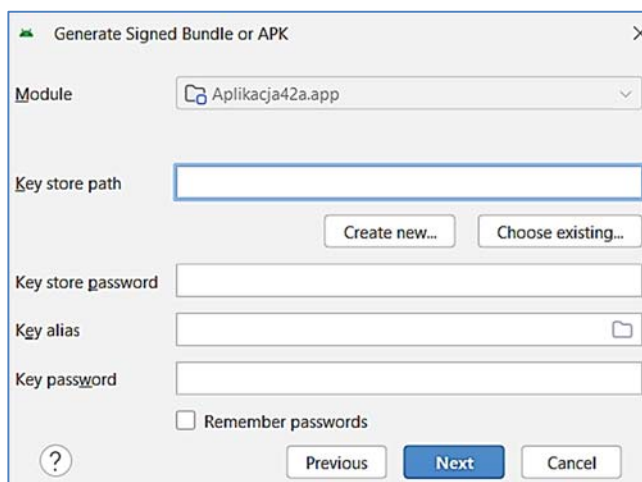 Generate Signed Bundle or APK
Module
Aplikacja42a.app
Key store path
Create new... Choose existing...
Key store password
Key alias
Key password
Remember passwords
? Previous Next Cancel